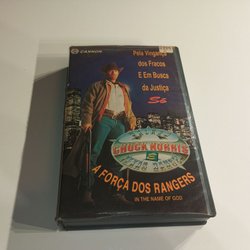 CANNON
Pela Vingança
dos Fracos
E Em Busca
da Justiça
Só
CHUCK NORRIS
A FORÇA DOS RANGERS
IN THE NAME OF GOD